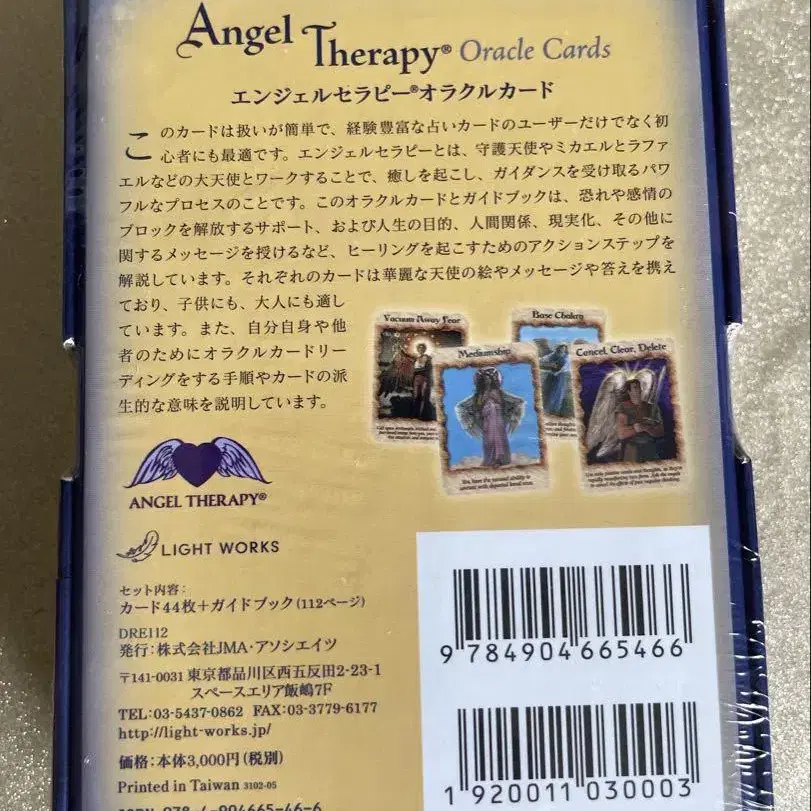 Angel Therapy® Oracle Cards
エンジェルセラピー®オラクルカード
このカードは扱いが簡単で、経験豊富な占いカードのユーザーだけでなく初
心者にも最適です。エンジェルセラピーとは、守護天使やミカエルとラファ
エルなどの大天使とワークすることで、癒しを起こし、ガイダンスを受け取るパワ
フルなプロセスのことです。このオラクルカードとガイドブックは、恐れや感情の
ブロックを解放するサポート、および人生の目的、人間関係、現実化、その他に
関するメッセージを授けるなど、ヒーリングを起こすためのアクションステップを
解説しています。それぞれのカードは華麗な天使の絵やメッセージや答えを携え
ており、子供にも、大人にも適し
ています。また、自分自身や他
者のためにオラクルカードリー
ディングをする手順やカードの派
生的な意味を説明しています。
Vacuum Away Fear
Base Chakra
Mediumship
Cancel, Clear, Delete
You have the natural ability to
connect with departed loved ones.
ANGEL THERAPY®
LIGHT WORKS
セット内容:
カード44枚+ガイドブック(112ページ)
DRE112
発行:株式会社JMA・アソシエイツ
〒141-0031 東京都品川区西五反田2-23-1
スペースエリア飯嶋7F
TEL:03-5437-0862 FAX:03-3779-6177
http://light-works.jp/
価格:本体3,000円(税別)
Printed in Taiwan 3102-05
ISBN 978-4-904665-46-6
9 784904 665466
1 920011 030003